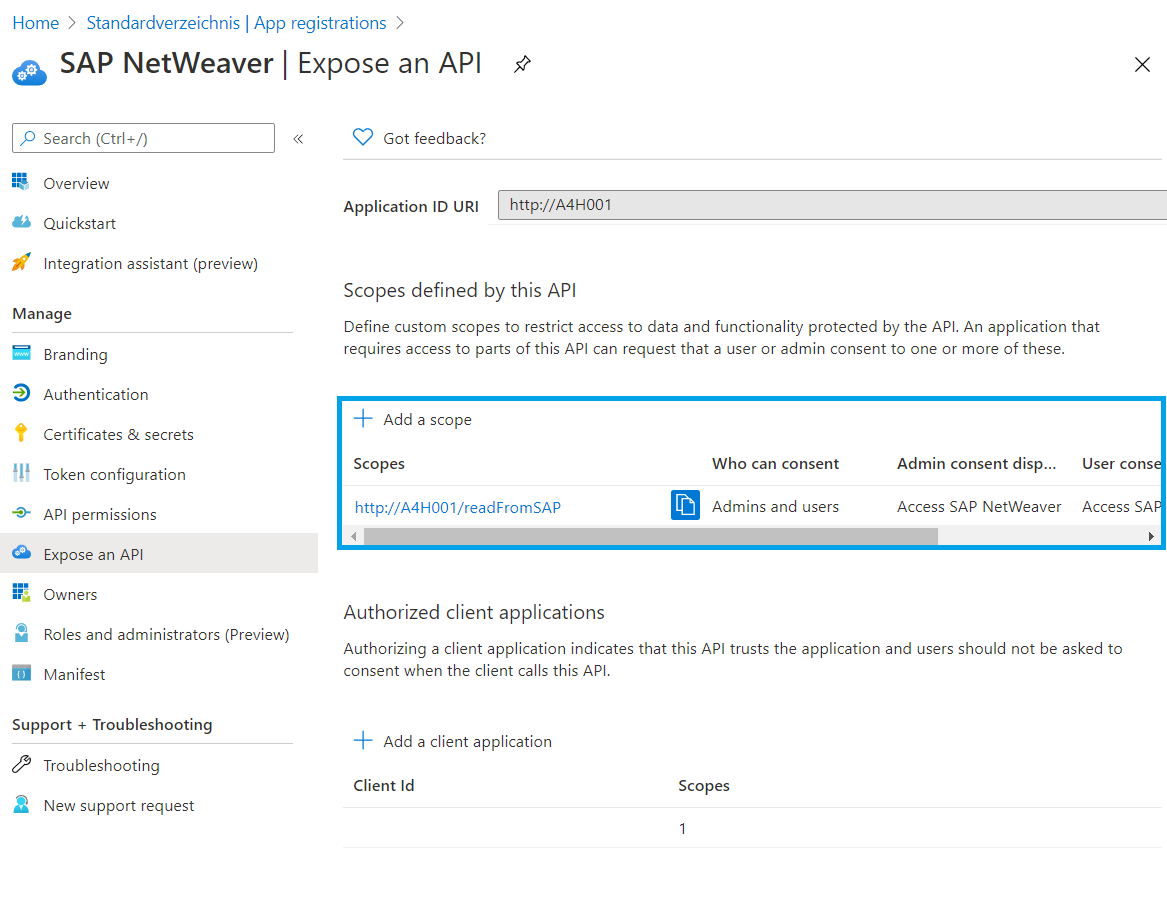 Home > Standardverzeichnis | App registrations >
SAP NetWeaver | Expose an API
Search (Ctrl+/)
«
Overview
Quickstart
Integration assistant (preview)
Manage
Branding
Authentication
Certificates & secrets
Token configuration
API permissions
Expose an API
Owners
Roles and administrators (Preview)
Manifest
Support + Troubleshooting
Troubleshooting
New support request
Got feedback?
Application ID URI http://A4H001
Scopes defined by this API
Define custom scopes to restrict access to data and functionality protected by the API. An application that
requires access to parts of this API can request that a user or admin consent to one or more of these.
Add a scope
Scopes Who can consent Admin consent disp... User conse
http://A4H001/readFromSAP Admins and users Access SAP NetWeaver Access SAP
Authorized client applications
Authorizing a client application indicates that this API trusts the application and users should not be asked to
consent when the client calls this API.
Add a client application
Client Id Scopes
1